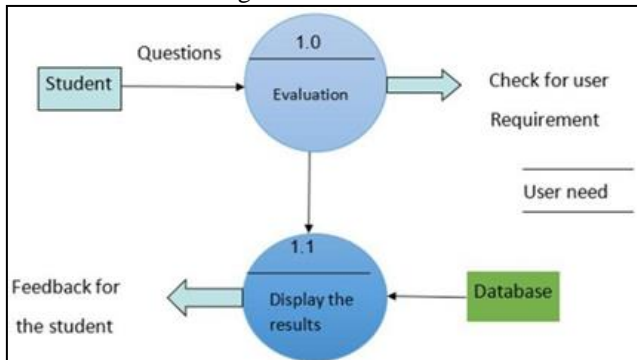 Questions
Student
1.0
Evaluation
Check for user
Requirement
User need
1.1
Display the
results
Feedback for
the student
Database